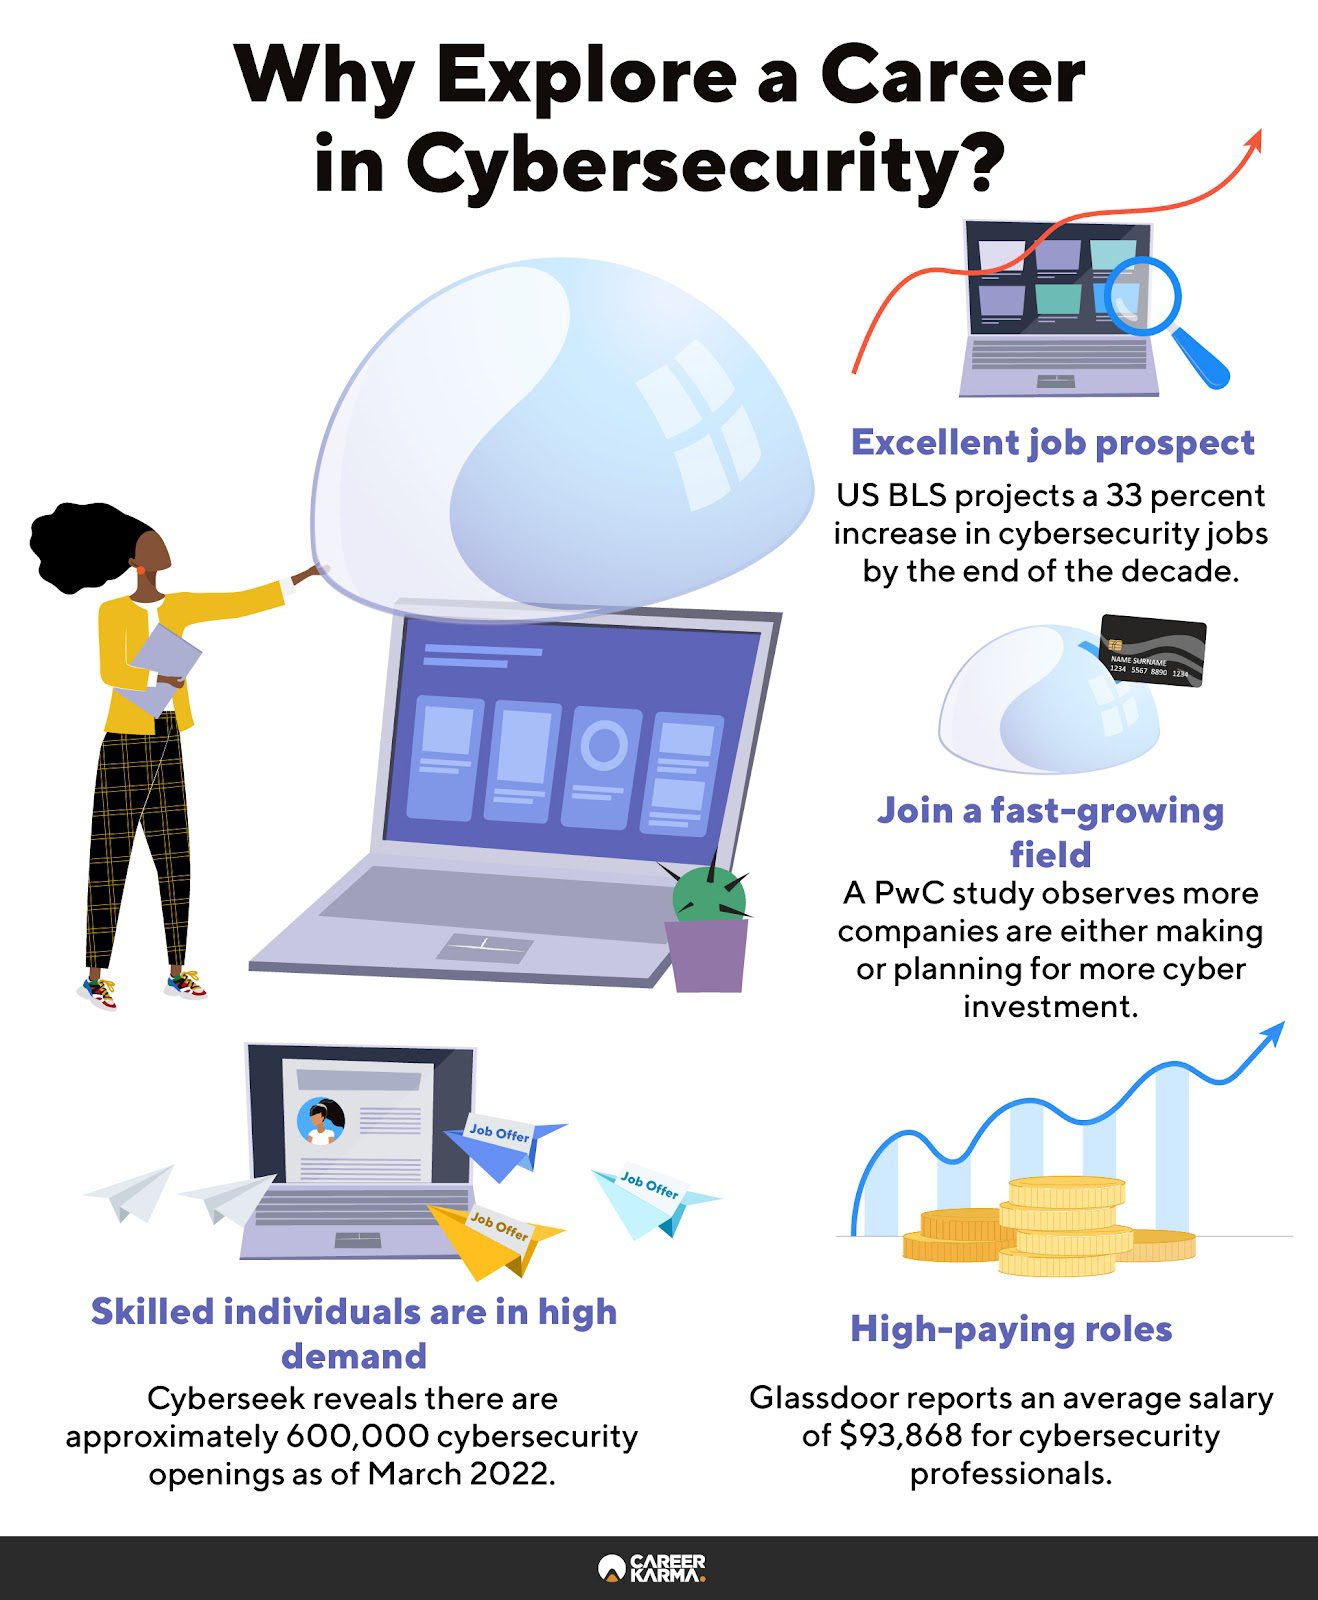 Why Explore a Career
in Cybersecurity?
Excellent job prospect
US BLS projects a 33 percent
increase in cybersecurity jobs
by the end of the decade.
NAME SURNAME
1234 5567 8890 1234
Join a fast-growing
field
A PwC study observes more
companies are either making
or planning for more cyber
investment.
Job Offer
Job Offer
Job Offer
Skilled individuals are in high
demand
Cyberseek reveals there are
approximately 600,000 cybersecurity
openings as of March 2022.
High-paying roles
Glassdoor reports an average salary
of $93,868 for cybersecurity
professionals.
CAREER
KARMA.